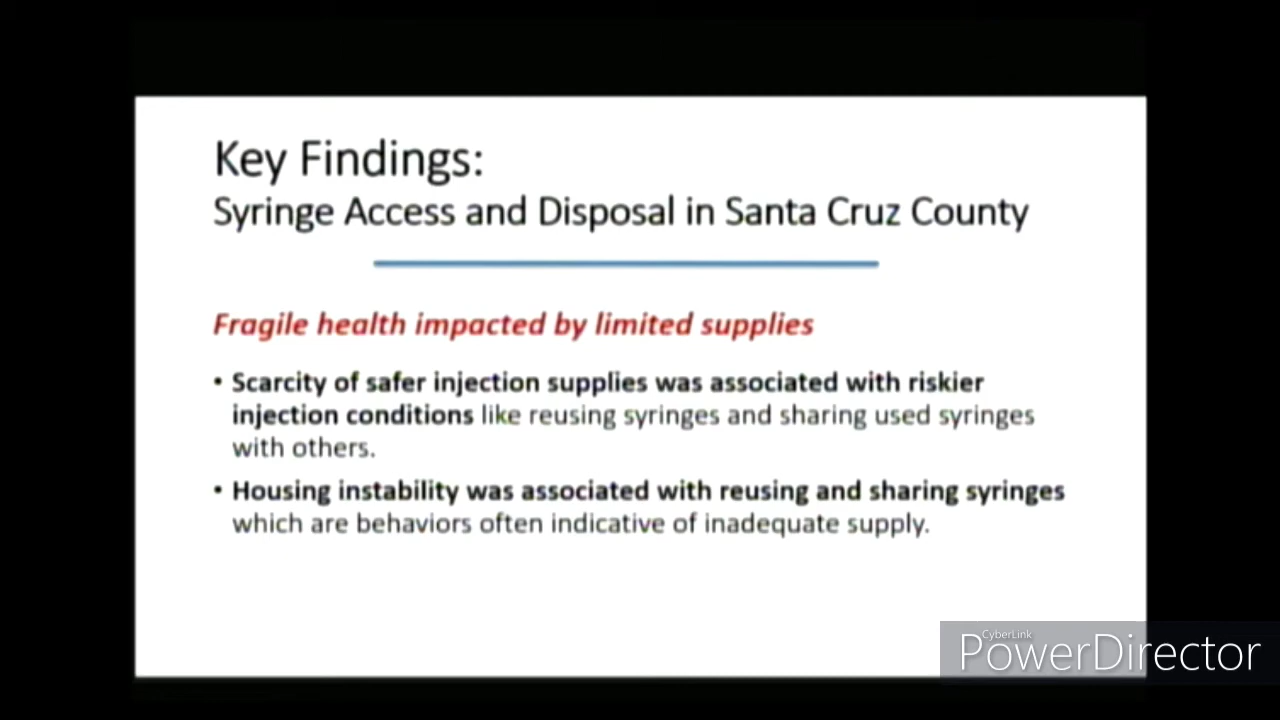 Key Findings:
Syringe Access and Disposal in Santa Cruz County
Fragile health impacted by limited supplies
• Scarcity of safer injection supplies was associated with riskier
injection conditions like reusing syringes and sharing used syringes
with others.
• Housing instability was associated with reusing and sharing syringes
which are behaviors often indicative of inadequate supply.
CyberLink
PowerDirector